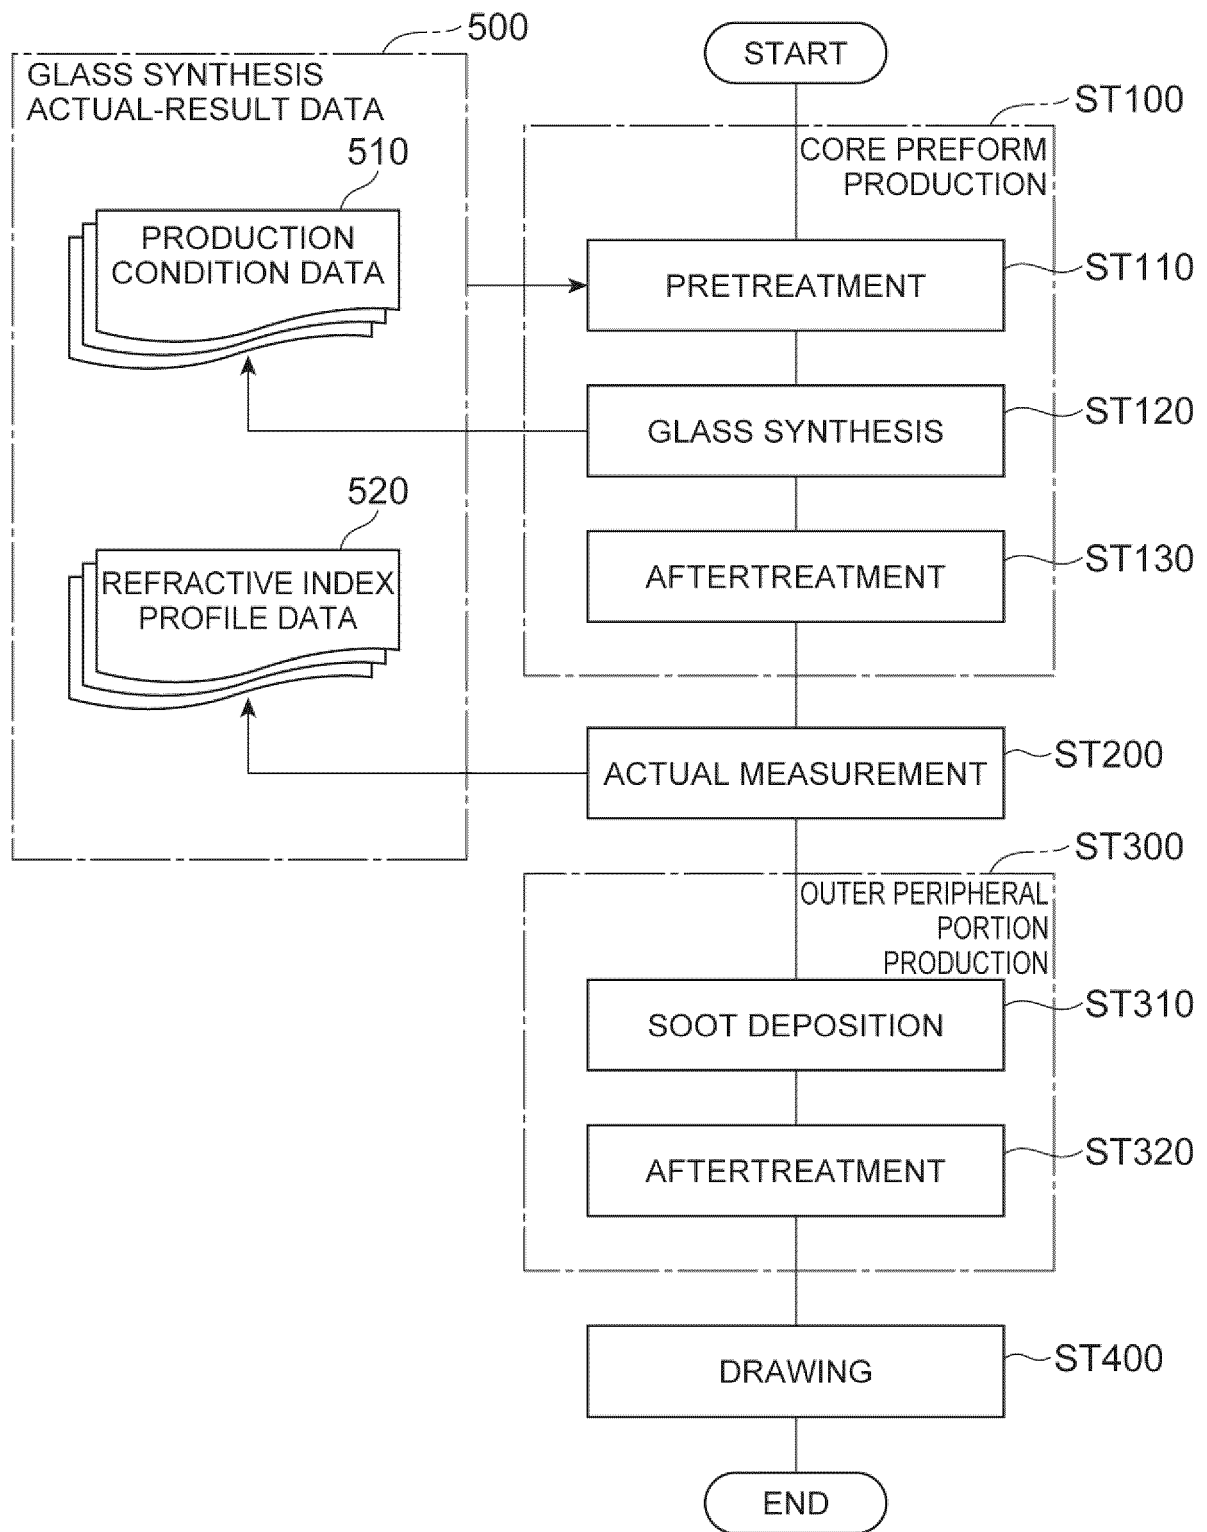 500
GLASS SYNTHESIS
ACTUAL-RESULT DATA
510
PRODUCTION
CONDITION DATA
520
REFRACTIVE INDEX
PROFILE DATA
START
ST100
CORE PREFORM
PRODUCTION
PRETREATMENT
ST110
GLASS SYNTHESIS
ST120
AFTERTREATMENT
ST130
ACTUAL MEASUREMENT
ST200
ST300
OUTER PERIPHERAL
PORTION
PRODUCTION
SOOT DEPOSITION
ST310
AFTERTREATMENT
ST320
DRAWING
ST400
END